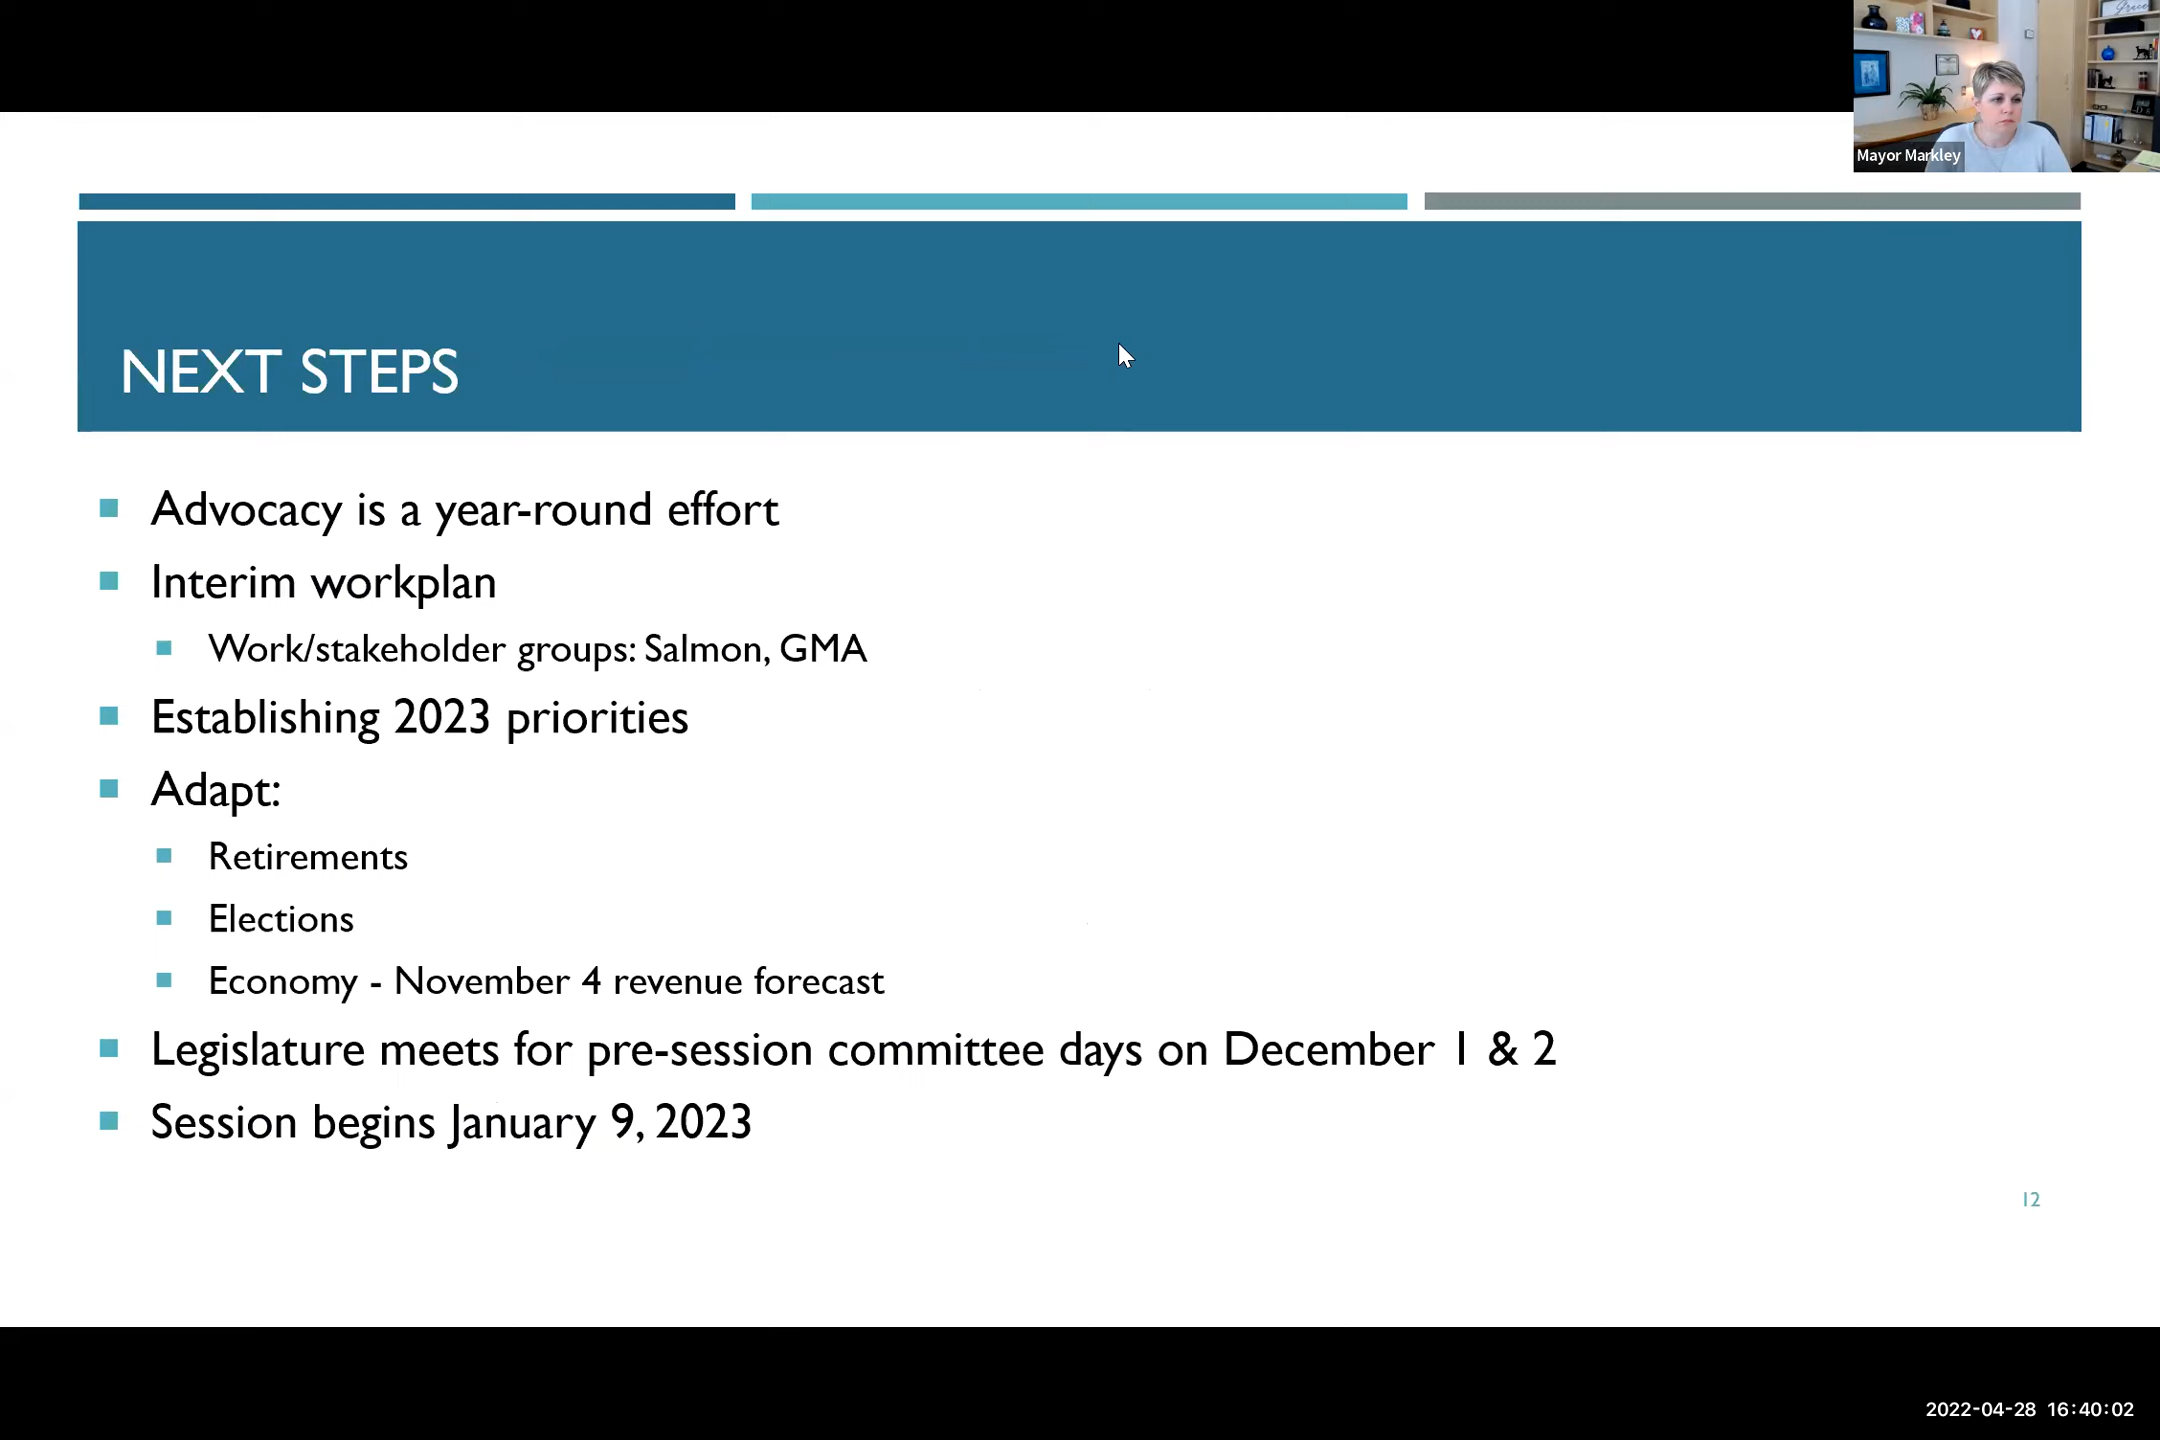 Grace
Mayor Markley
NEXT STEPS
Advocacy is a year-round effort
Interim workplan
Work/stakeholder groups: Salmon, GMA
Establishing 2023 priorities
Adapt:
Retirements
Elections
Economy - November 4 revenue forecast
Legislature meets for pre-session committee days on December 1 & 2
Session begins January 9, 2023
12
2022-04-28 16:40:02